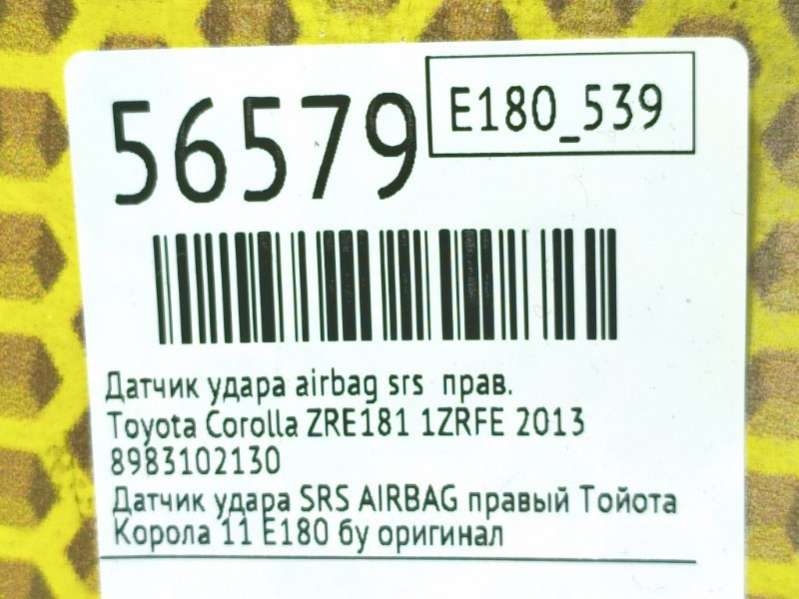 56579
E180_539
Датчик удара airbag srs прав.
Toyota Corolla ZRE181 1ZRFE 2013
8983102130
Датчик удара SRS AIRBAG правый Тойота
Корола 11 E180 бу оригинал